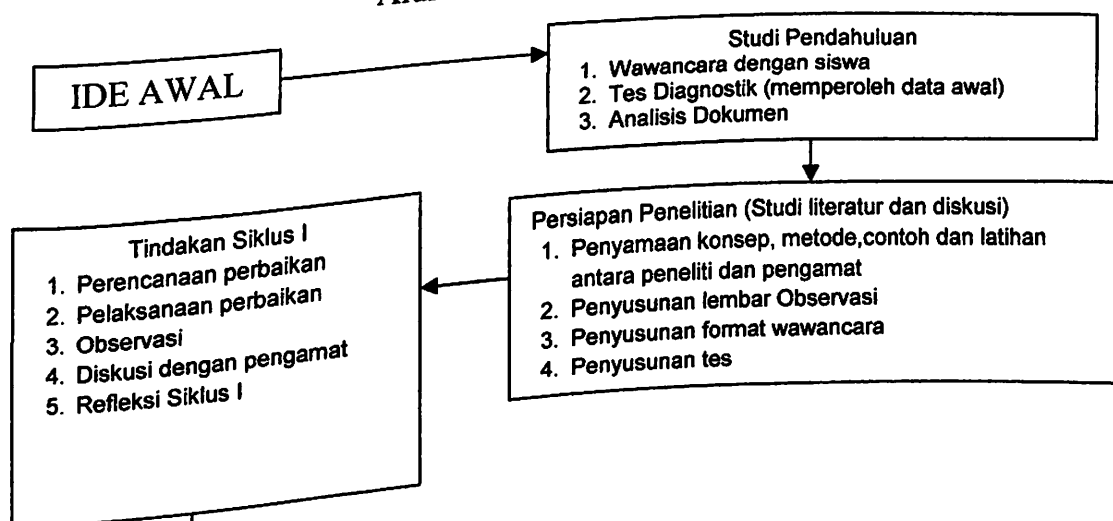 IDE AWAL
Studi Pendahuluan
1. Wawancara dengan siswa
2. Tes Diagnostik (memperoleh data awal)
3. Analisis Dokumen
Persiapan Penelitian (Studi literatur dan diskusi)
1. Penyamaan konsep, metode,contoh dan latihan
antara peneliti dan pengamat
2. Penyusunan lembar Observasi
3. Penyusunan format wawancara
4. Penyusunan tes
Tindakan Siklus I
1. Perencanaan perbaikan
2. Pelaksanaan perbaikan
3. Observasi
4. Diskusi dengan pengamat
5. Refleksi Siklus I